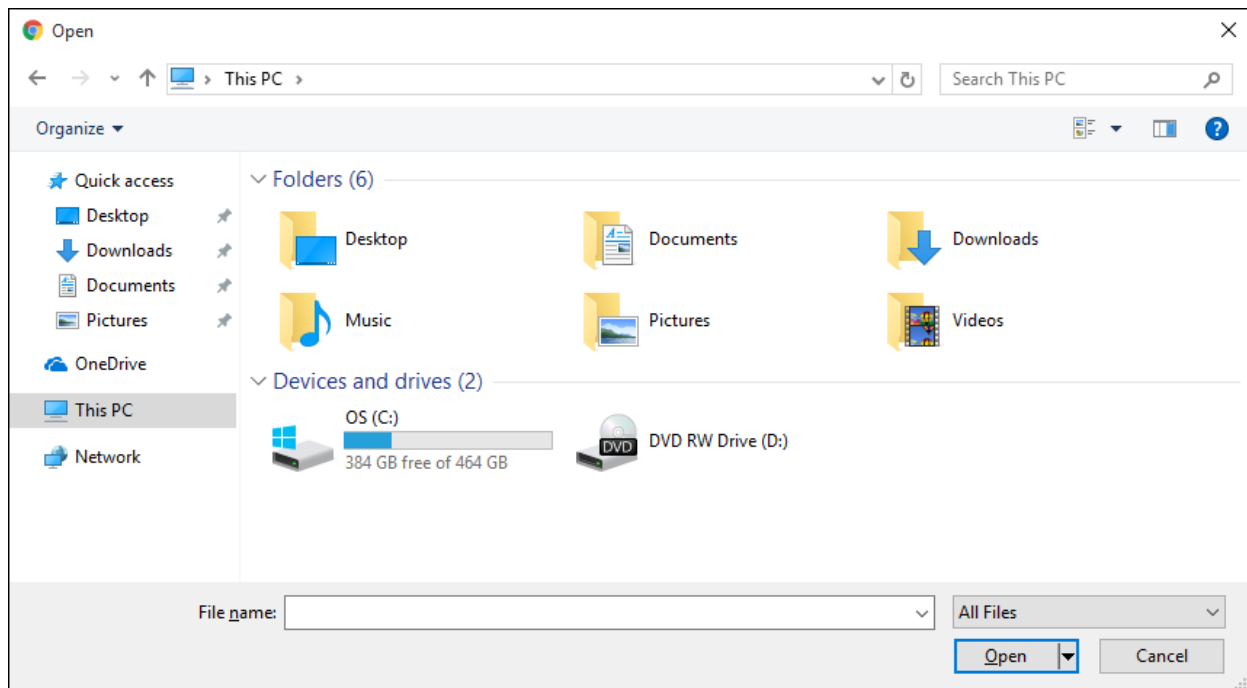 Open
This PC
Search This PC
Organize
Quick access
Desktop
Downloads
Documents
Pictures
OneDrive
This PC
Network
Folders (6)
Desktop
Documents
Downloads
Music
Pictures
Videos
Devices and drives (2)
OS (C:)
384 GB free of 464 GB
DVD
DVD RW Drive (D:)
File name:
All Files
Open
Cancel